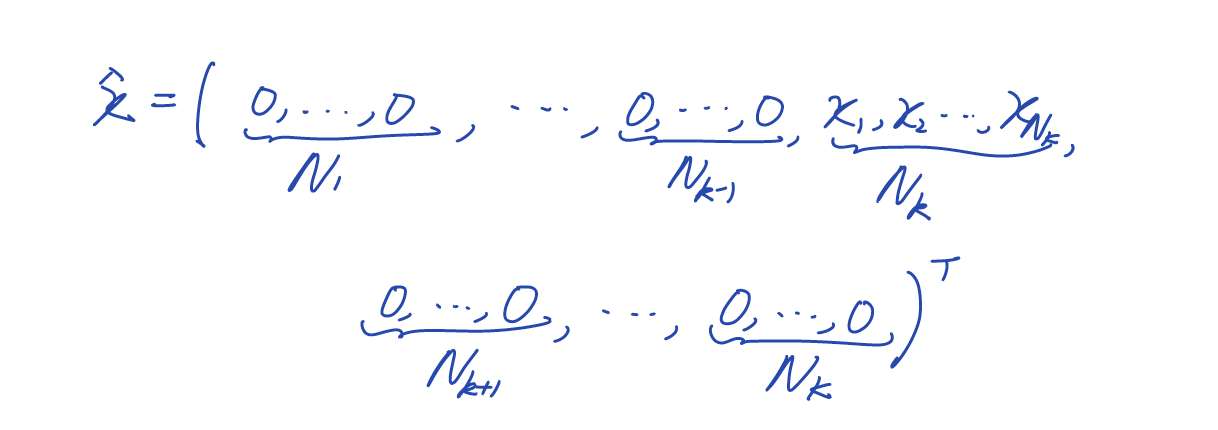 $\hat{x} = ( \underbrace{0, \cdots, 0}_{N_1}, \cdots, \underbrace{0, \cdots, 0}_{N_{k-1}}, \underbrace{x_1, x_2 \cdots, x_{N_k}}_{N_k},$
$\underbrace{0, \cdots, 0}_{N_{k+1}}, \cdots, \underbrace{0, \cdots, 0}_{N_k} )^T$